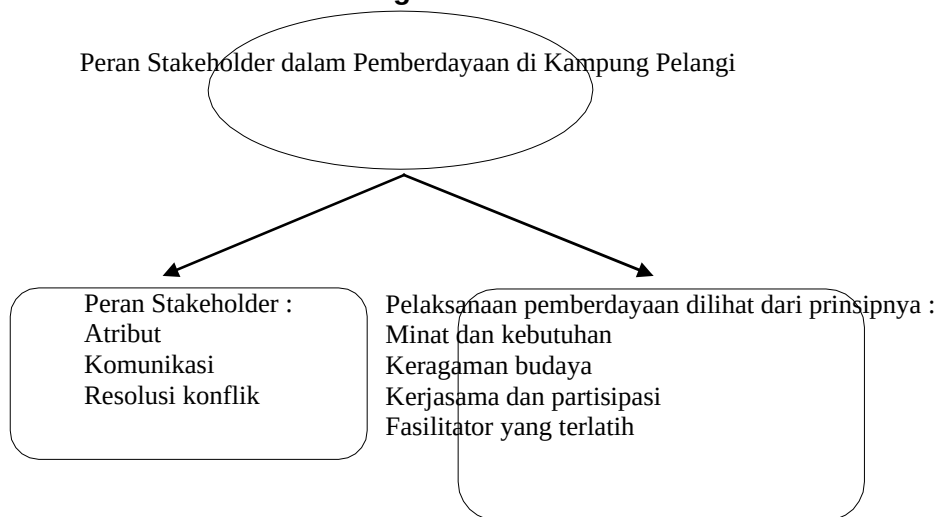 Peran Stakeholder dalam Pemberdayaan di Kampung Pelangi
Peran Stakeholder :
Atribut
Komunikasi
Resolusi konflik
Pelaksanaan pemberdayaan dilihat dari prinsipnya :
Minat dan kebutuhan
Keragaman budaya
Kerjasama dan partisipasi
Fasilitator yang terlatih